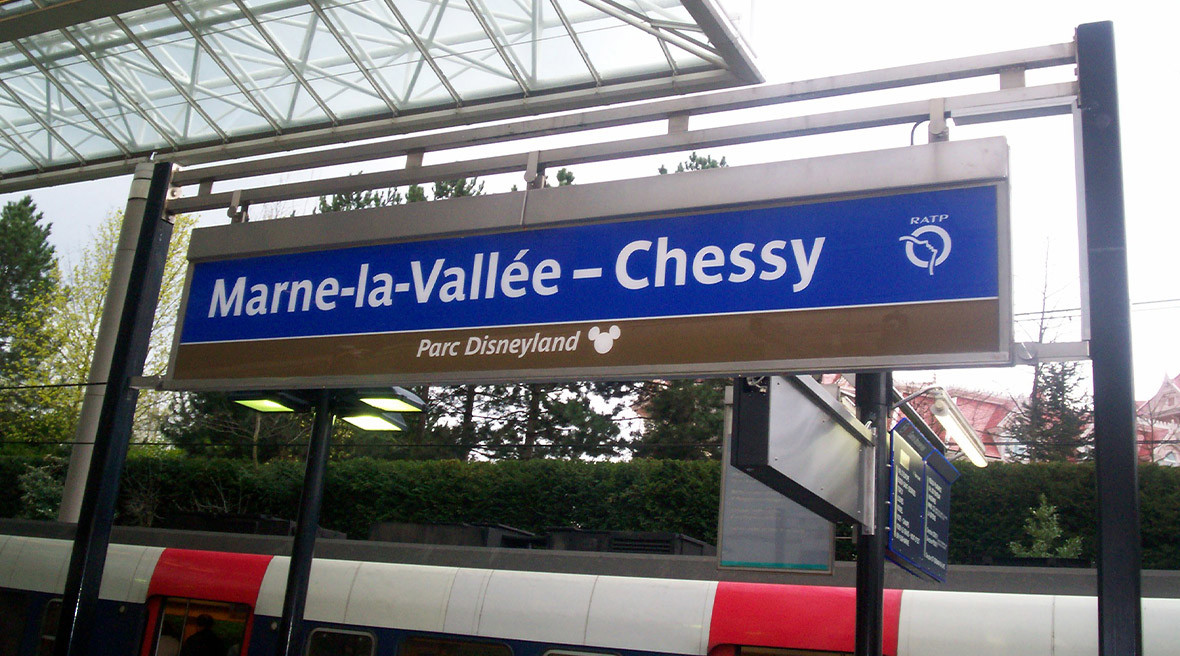 RATP
Marne-la-Vallée – Chessy
Parc Disneyland